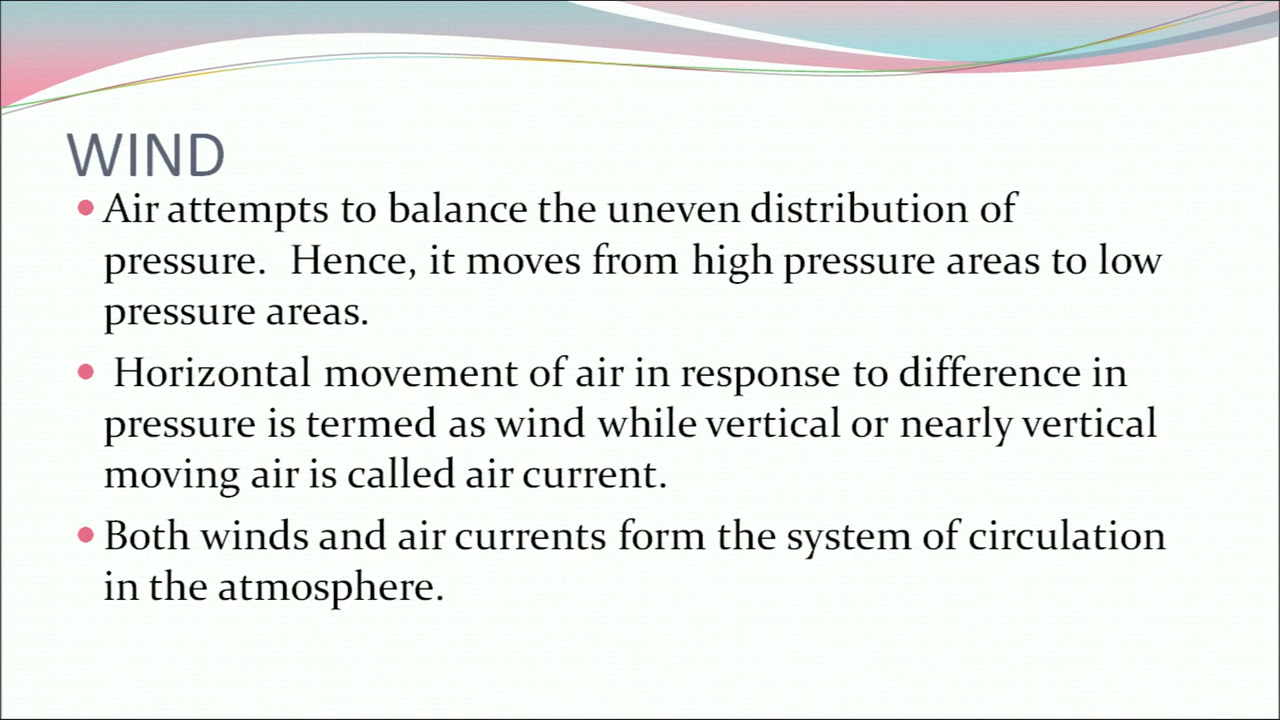 WIND
• Air attempts to balance the uneven distribution of
pressure.  Hence, it moves from high pressure areas to low
pressure areas.
• Horizontal movement of air in response to difference in
pressure is termed as wind while vertical or nearly vertical
moving air is called air current.
• Both winds and air currents form the system of circulation
in the atmosphere.